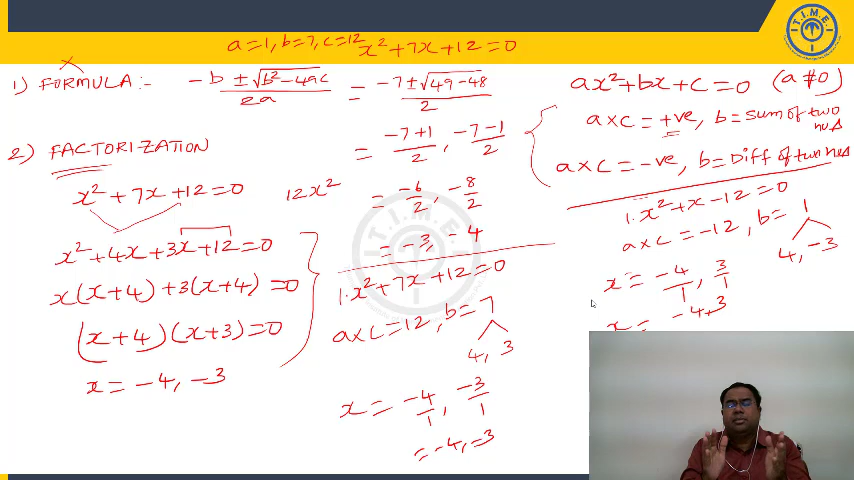 T.I.M.E.
a=1, b=7, c=12 x²+7x+12=0
1) FORMULA :- -b ± √b²-4ac / 2a = -7 ± √49-48 / 2
= -7+1 / 2 , -7-1 / 2
= -6/2 , -8/2
= -3, -4
2) FACTORIZATION
x²+7x+12=0
12x²
x²+4x+3x+12=0
x(x+4)+3(x+4)=0
(x+4)(x+3)=0
x = -4, -3
1.x²+7x+12=0
a×c=12, b=7
4, 3
x = -4/1 , -3/1
= -4, -3
ax²+bx+c=0 (a≠0)
a×c=+ve, b=Sum of two nus
a×c=-ve, b=Diff of two nus
1.x²+x-12=0
a×c=-12, b=1
4, -3
x = -4/1 , 3/1
x = -4, 3
T.I.M.E.